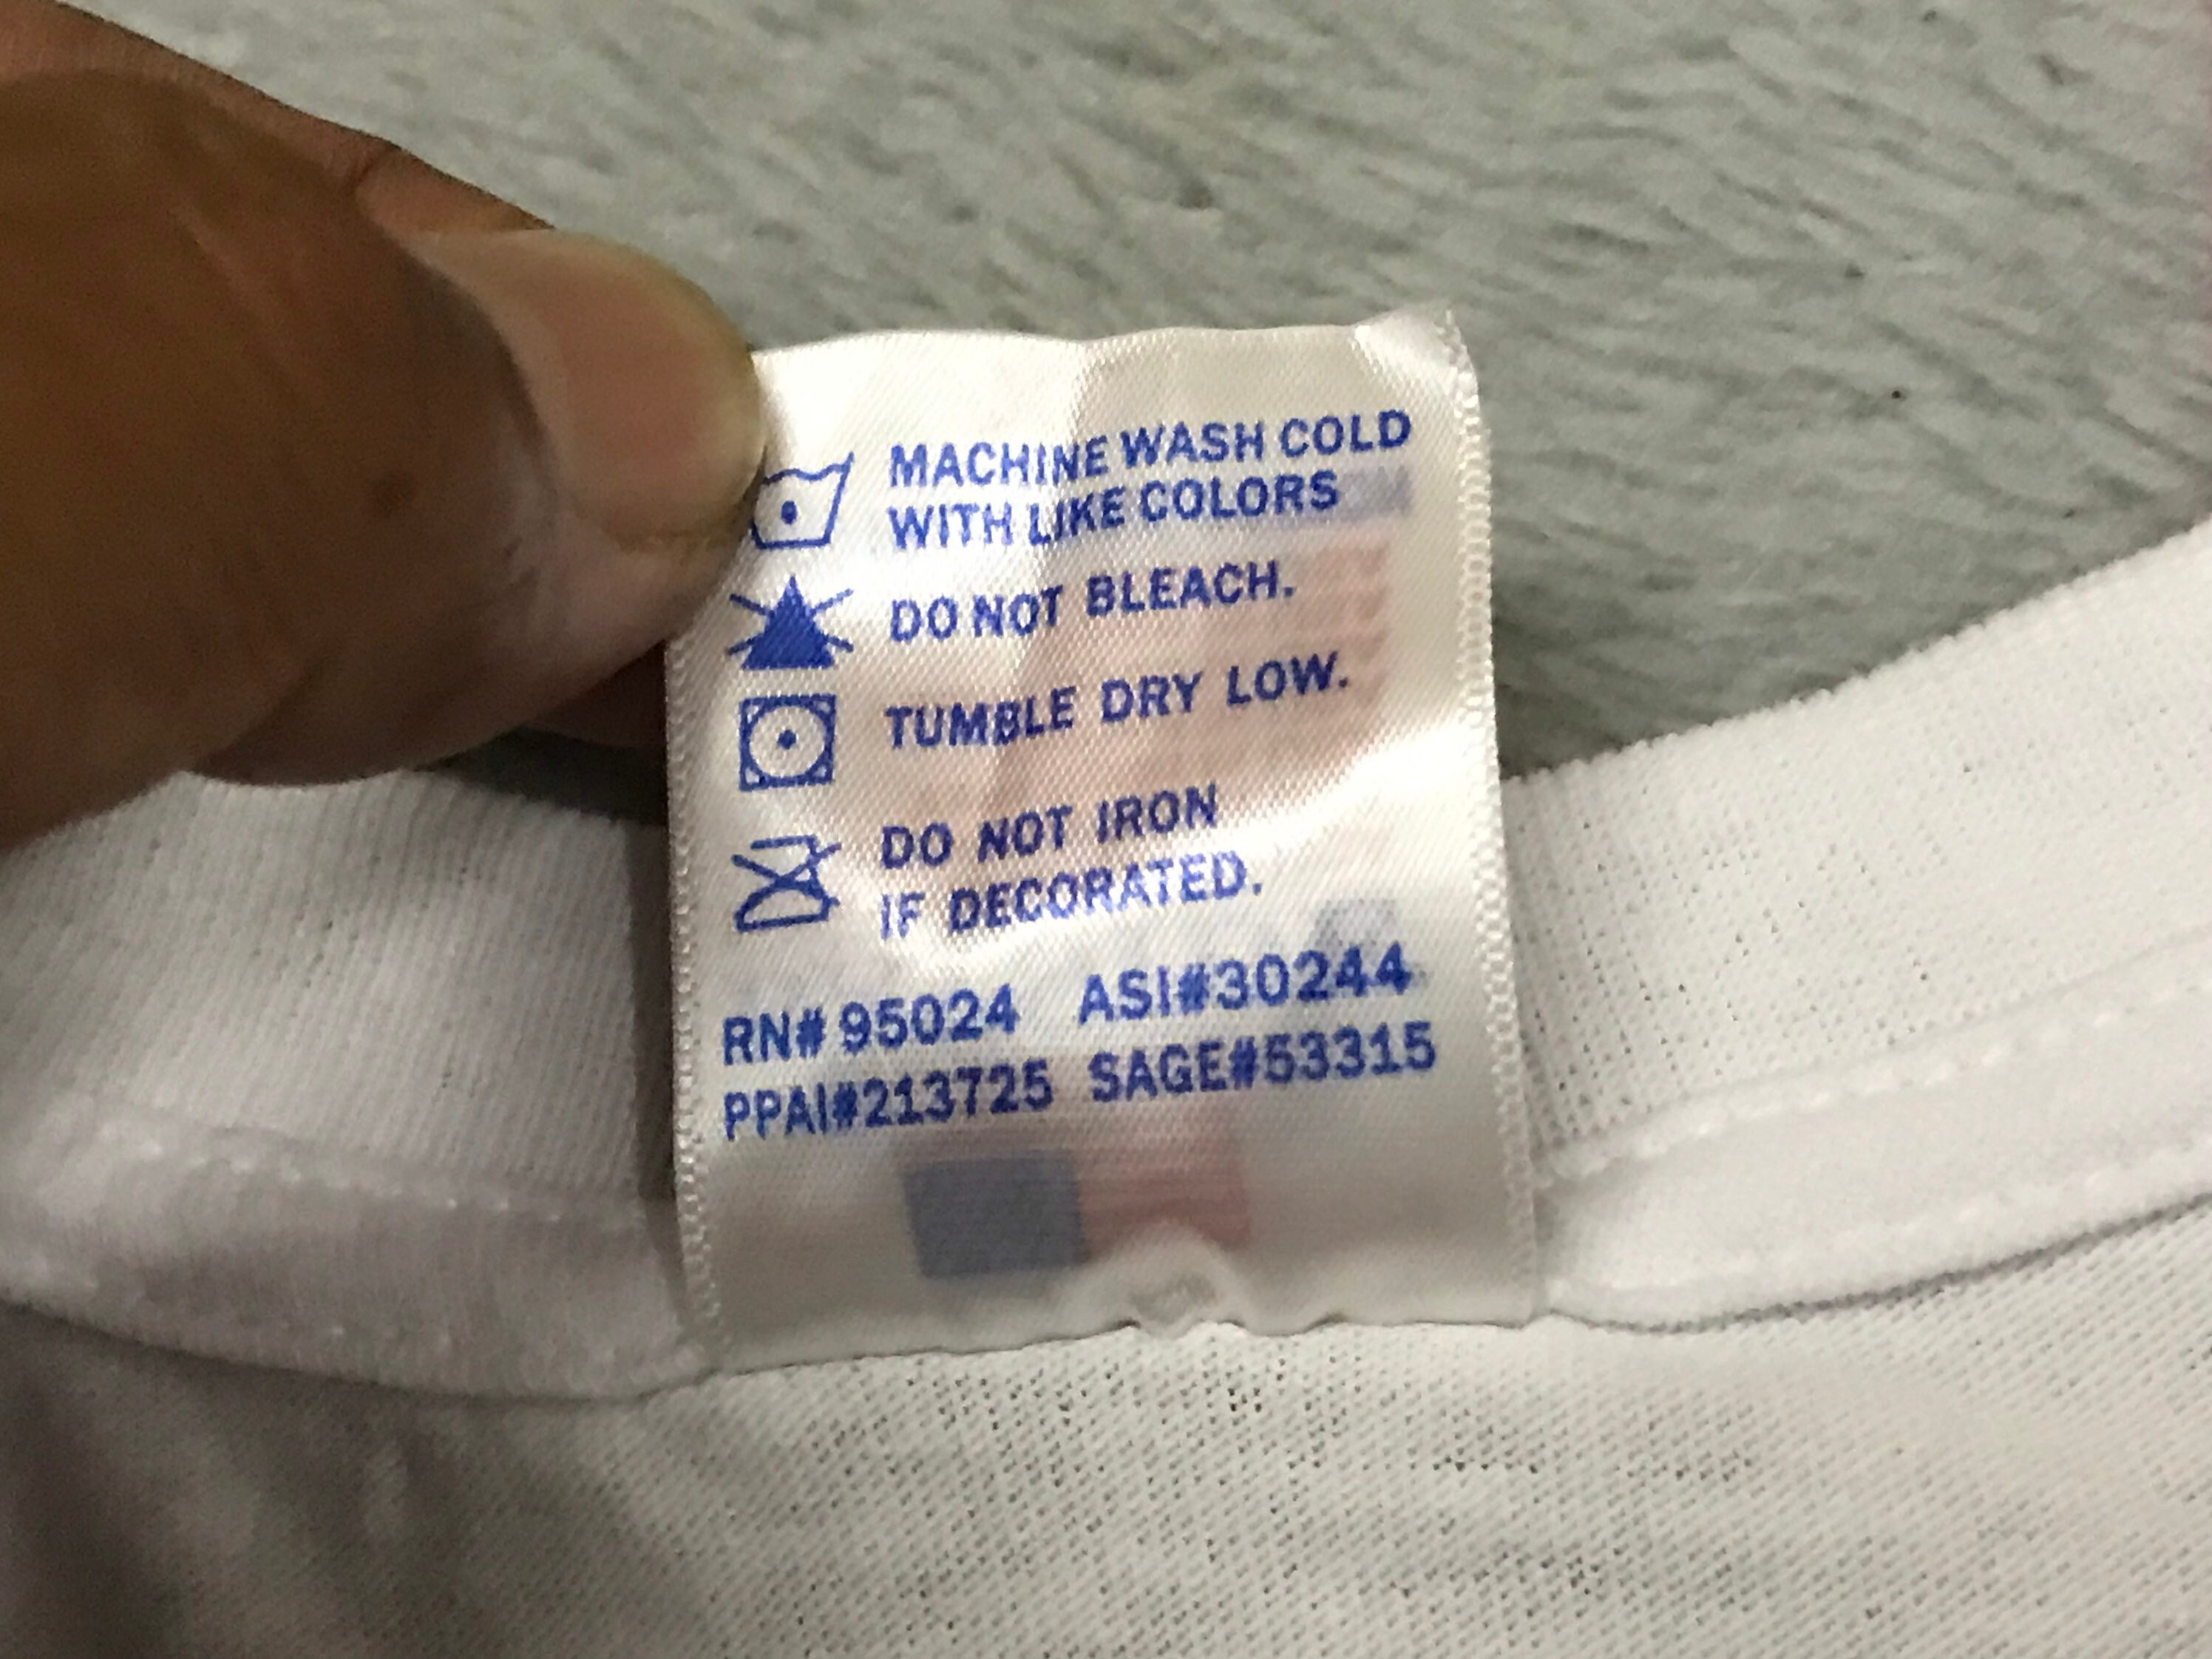 MACHINE WASH COLD
WITH LIKE COLORS
DO NOT BLEACH.
TUMBLE DRY LOW.
DO NOT IRON
IF DECORATED.
RN# 95024 ASI#30244
PPAI#213725 SAGE#53315